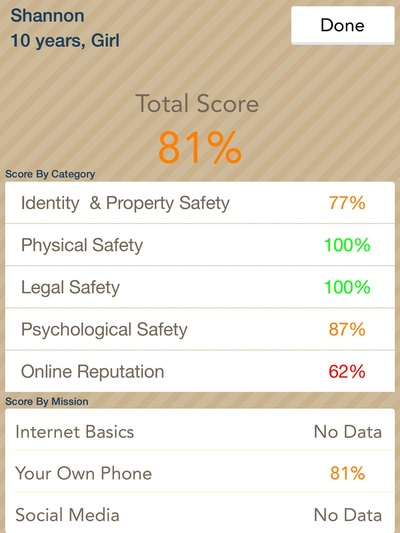 Shannon
10 years, Girl
Done
Total Score
81%
Score By Category
Identity & Property Safety 77%
Physical Safety 100%
Legal Safety 100%
Psychological Safety 87%
Online Reputation 62%
Score By Mission
Internet Basics No Data
Your Own Phone 81%
Social Media No Data